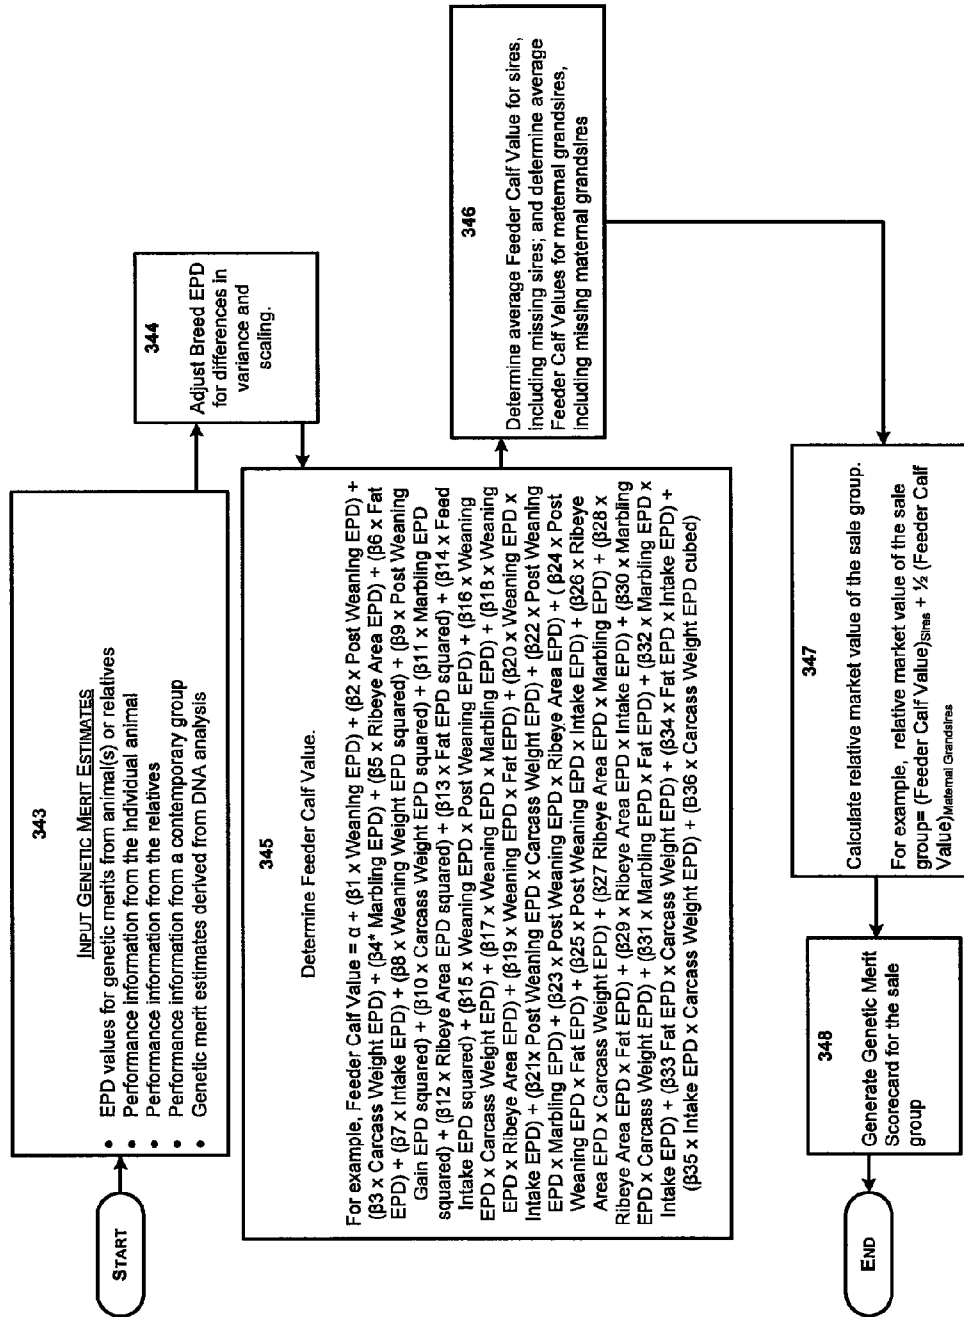 START
343
INPUT GENETIC MERIT ESTIMATES
• EPD values for genetic merits from animal(s) or relatives
• Performance information from the Individual animal
• Performance information from the relatives
• Performance information from a contemporary group
• Genetic merit estimates derived from DNA analysis
344
Adjust Breed EPD
for differences in
variance and
scaling.
345
Determine Feeder Calf Value.
For example, Feeder Calf Value = α + (β1 x Weaning EPD) + (β2 x Post Weaning EPD) +
(β3 x Carcass Weight EPD) + (β4* Marbling EPD) + (β5 x Ribeye Area EPD) + (β6 x Fat
EPD) + (β7 x Intake EPD) + (β8 x Weaning Weight EPD squared) + (β9 x Post Weaning
Gain EPD squared) + (β10 x Carcass Weight EPD squared) + (β11 x Marbling EPD
squared) + (β12 x Ribeye Area EPD squared) + (β13 x Fat EPD squared) + (β14 x Feed
Intake EPD squared) + (β15 x Weaning EPD x Post Weaning EPD) + (β16 x Weaning
EPD x Carcass Weight EPD) + (β17 x Weaning EPD x Marbling EPD) + (β18 x Weaning
EPD x Ribeye Area EPD) + (β19 x Weaning EPD x Fat EPD) + (β20 x Weaning EPD x
Intake EPD) + (β21x Post Weaning EPD x Carcass Weight EPD) + (β22 x Post Weaning
EPD x Marbling EPD) + (β23 x Post Weaning EPD x Ribeye Area EPD) + ( β24 x Post
Weaning EPD x Fat EPD) + (β25 x Post Weaning EPD x Intake EPD) + (β26 x Ribeye
Area EPD x Carcass Weight EPD) + (β27 Ribeye Area EPD x Marbling EPD) + (β28 x
Ribeye Area EPD x Fat EPD) + (β29 x Ribeye Area EPD x Intake EPD) + (β30 x Marbling
EPD x Carcass Weight EPD) + (β31 x Marbling EPD x Fat EPD) + (β32 x Marbling EPD x
Intake EPD) + (β33 Fat EPD x Carcass Weight EPD) + (β34 x Fat EPD x Intake EPD) +
(β35 x Intake EPD x Carcass Weight EPD) + (B36 x Carcass Weight EPD cubed)
346
Determine average Feeder Calf Value for sires,
including missing sires; and determine average
Feeder Calf Values for maternal grandsires,
including missing maternal grandsires
347
Calculate relative market value of the sale group.
For example, relative market value of the sale
group= (Feeder Calf Value)Sires + ½ (Feeder Calf
Value)Maternal Grandsires
348
Generate Genetic Merit
Scorecard for the sale
group
END